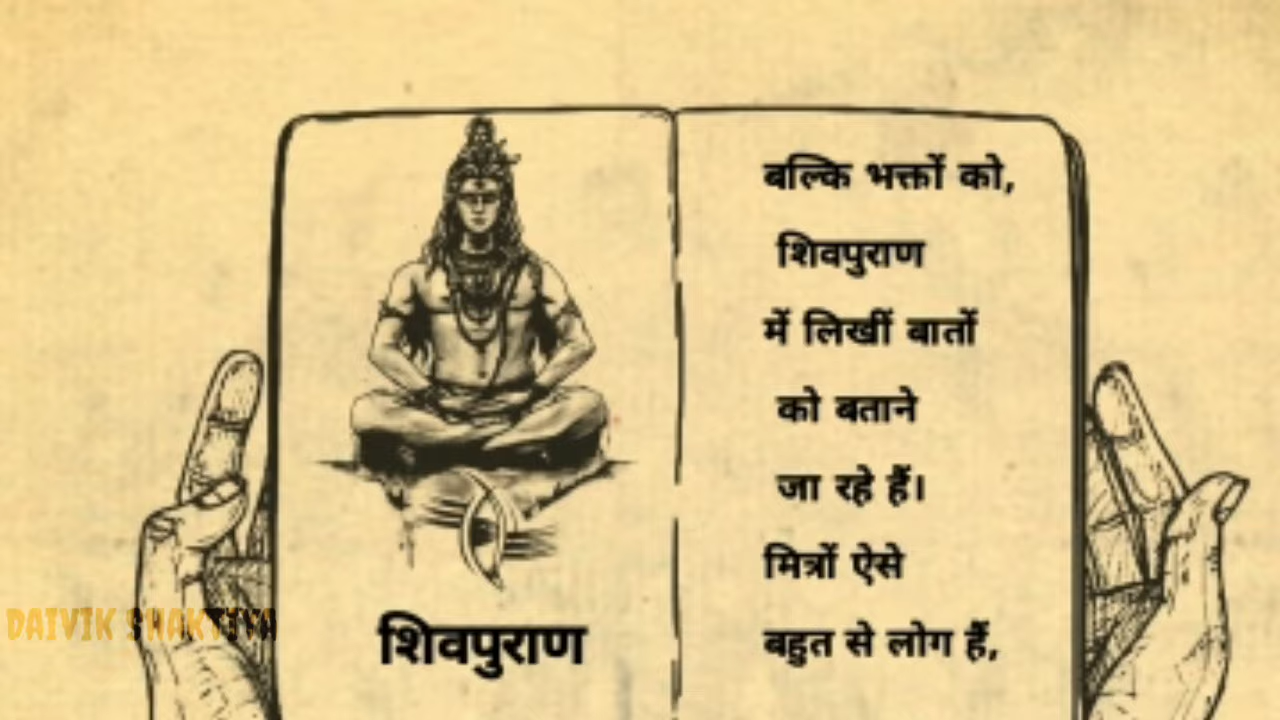 बल्कि भक्तों को,
शिवपुराण
में लिखीं बातों
को बताने
जा रहे हैं।
मित्रों ऐसे
बहुत से लोग हैं,
शिवपुराण
DAIVIK SHAKTIYA